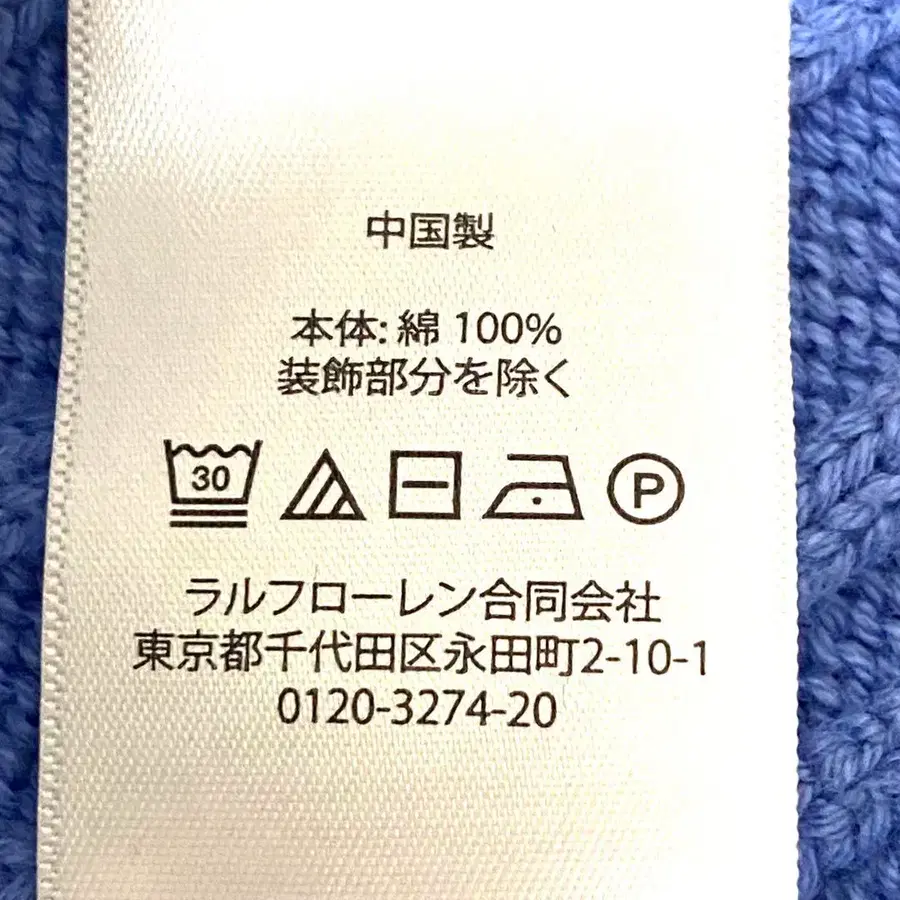 中国製
本体: 綿 100%
装飾部分を除く
30
P
ラルフローレン合同会社
東京都千代田区永田町2-10-1
0120-3274-20